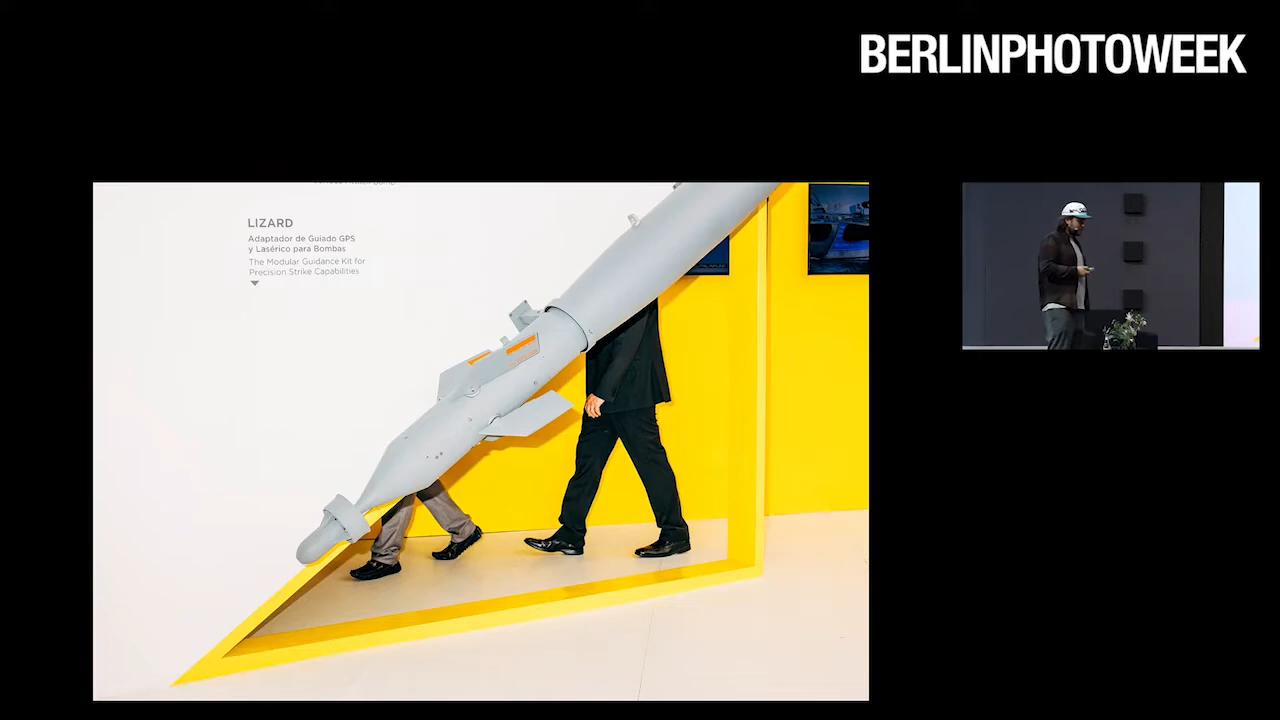 BERLINPHOTOWEEK
LIZARD
Adaptador de Guiado GPS
y Lasérico para Bombas
The Modular Guidance Kit for
Precision Strike Capabilities